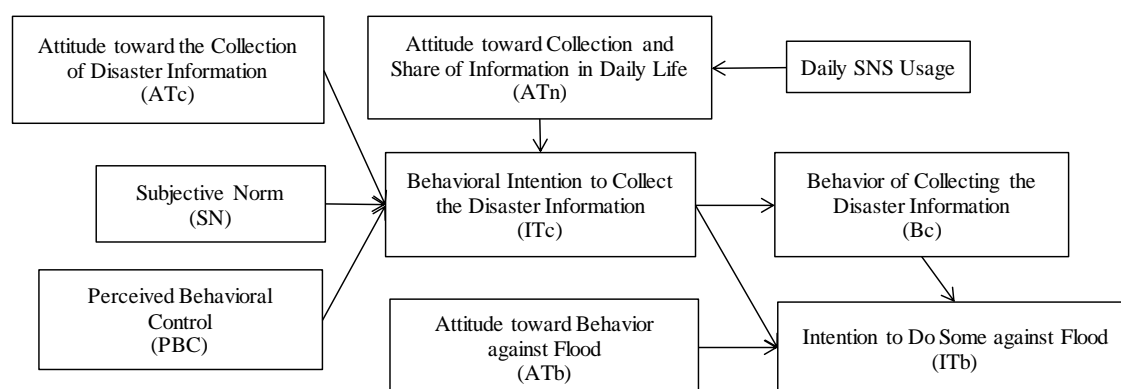 Attitude toward the Collection
of Disaster Information
(ATc)
Attitude toward Collection and
Share of Information in Daily Life
(ATn)
Daily SNS Usage
Subjective Norm
(SN)
Behavioral Intention to Collect
the Disaster Information
(ITc)
Behavior of Collecting the
Disaster Information
(Bc)
Perceived Behavioral
Control
(PBC)
Attitude toward Behavior
against Flood
(ATb)
Intention to Do Some against Flood
(ITb)